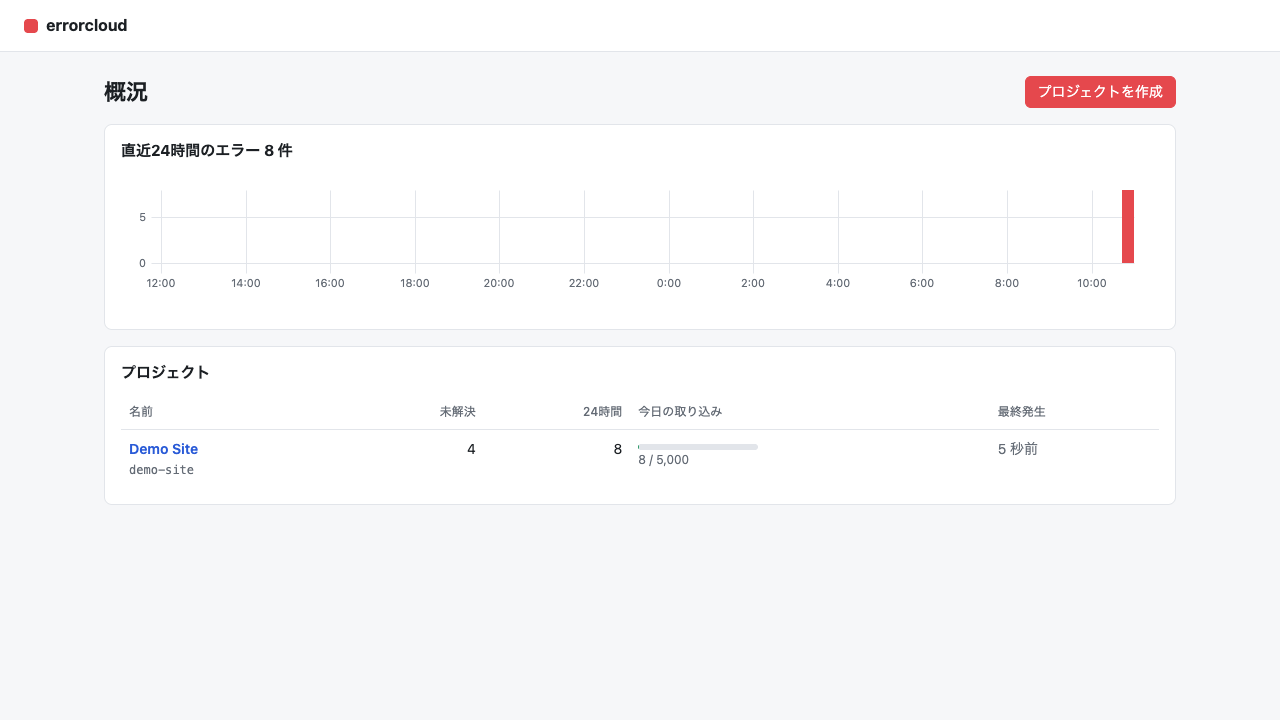 errorcloud
概況
プロジェクトを作成
直近24時間のエラー 8 件
5
0
12:00 14:00 16:00 18:00 20:00 22:00 0:00 2:00 4:00 6:00 8:00 10:00
プロジェクト
名前 未解決 24時間 今日の取り込み 最終発生
Demo Site 4 8 5 秒前
8 / 5,000
demo-site